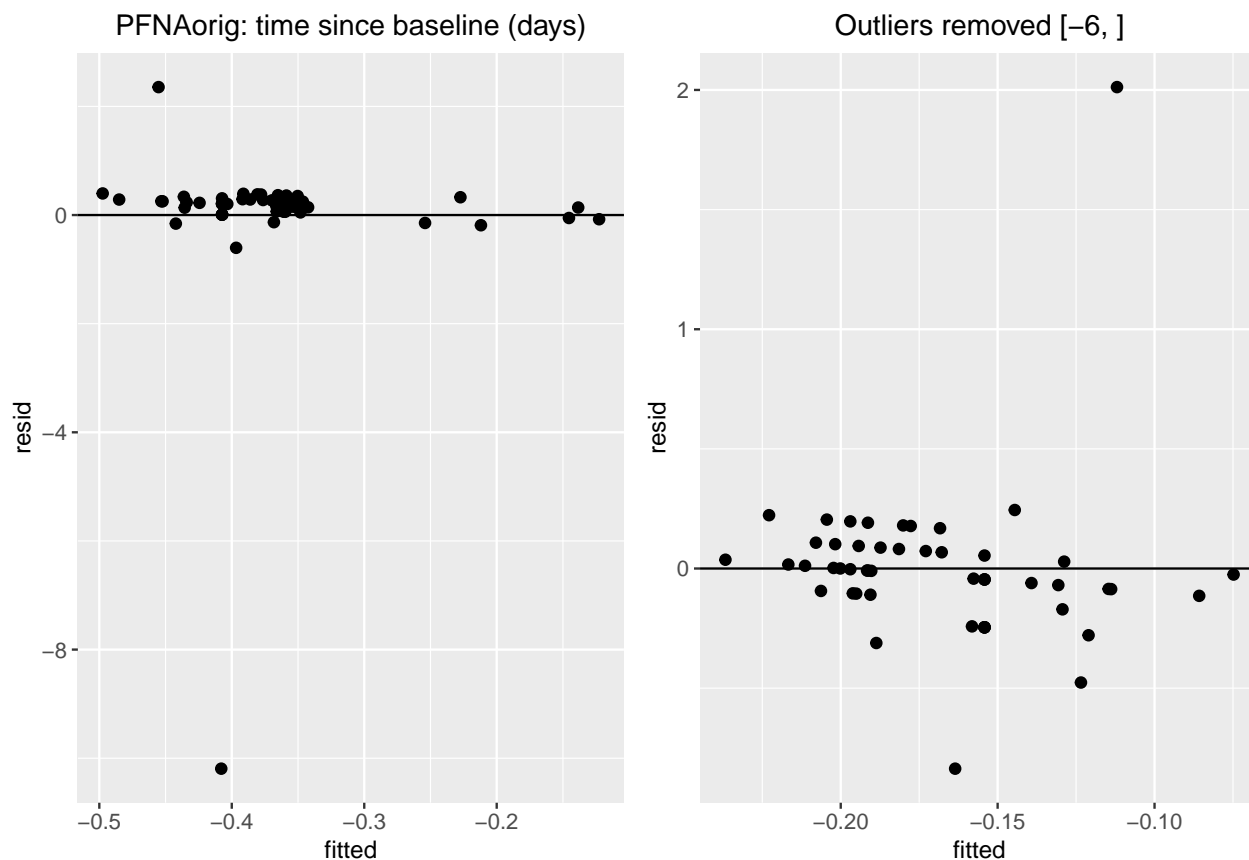 PFNAorig: time since baseline (days)
0
−4
−8
resid
−0.5
−0.4
−0.3
−0.2
fitted
Outliers removed [−6, ]
2
1
0
resid
−0.20
−0.15
−0.10
fitted